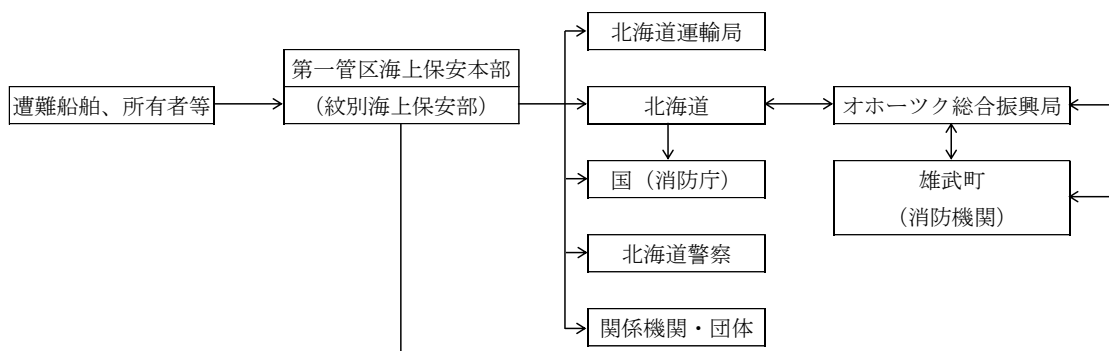 北海道運輸局
第一管区海上保安本部
（紋別海上保安部）
遭難船舶、所有者等
北海道
オホーツク総合振興局
国（消防庁）
雄武町
（消防機関）
北海道警察
関係機関・団体